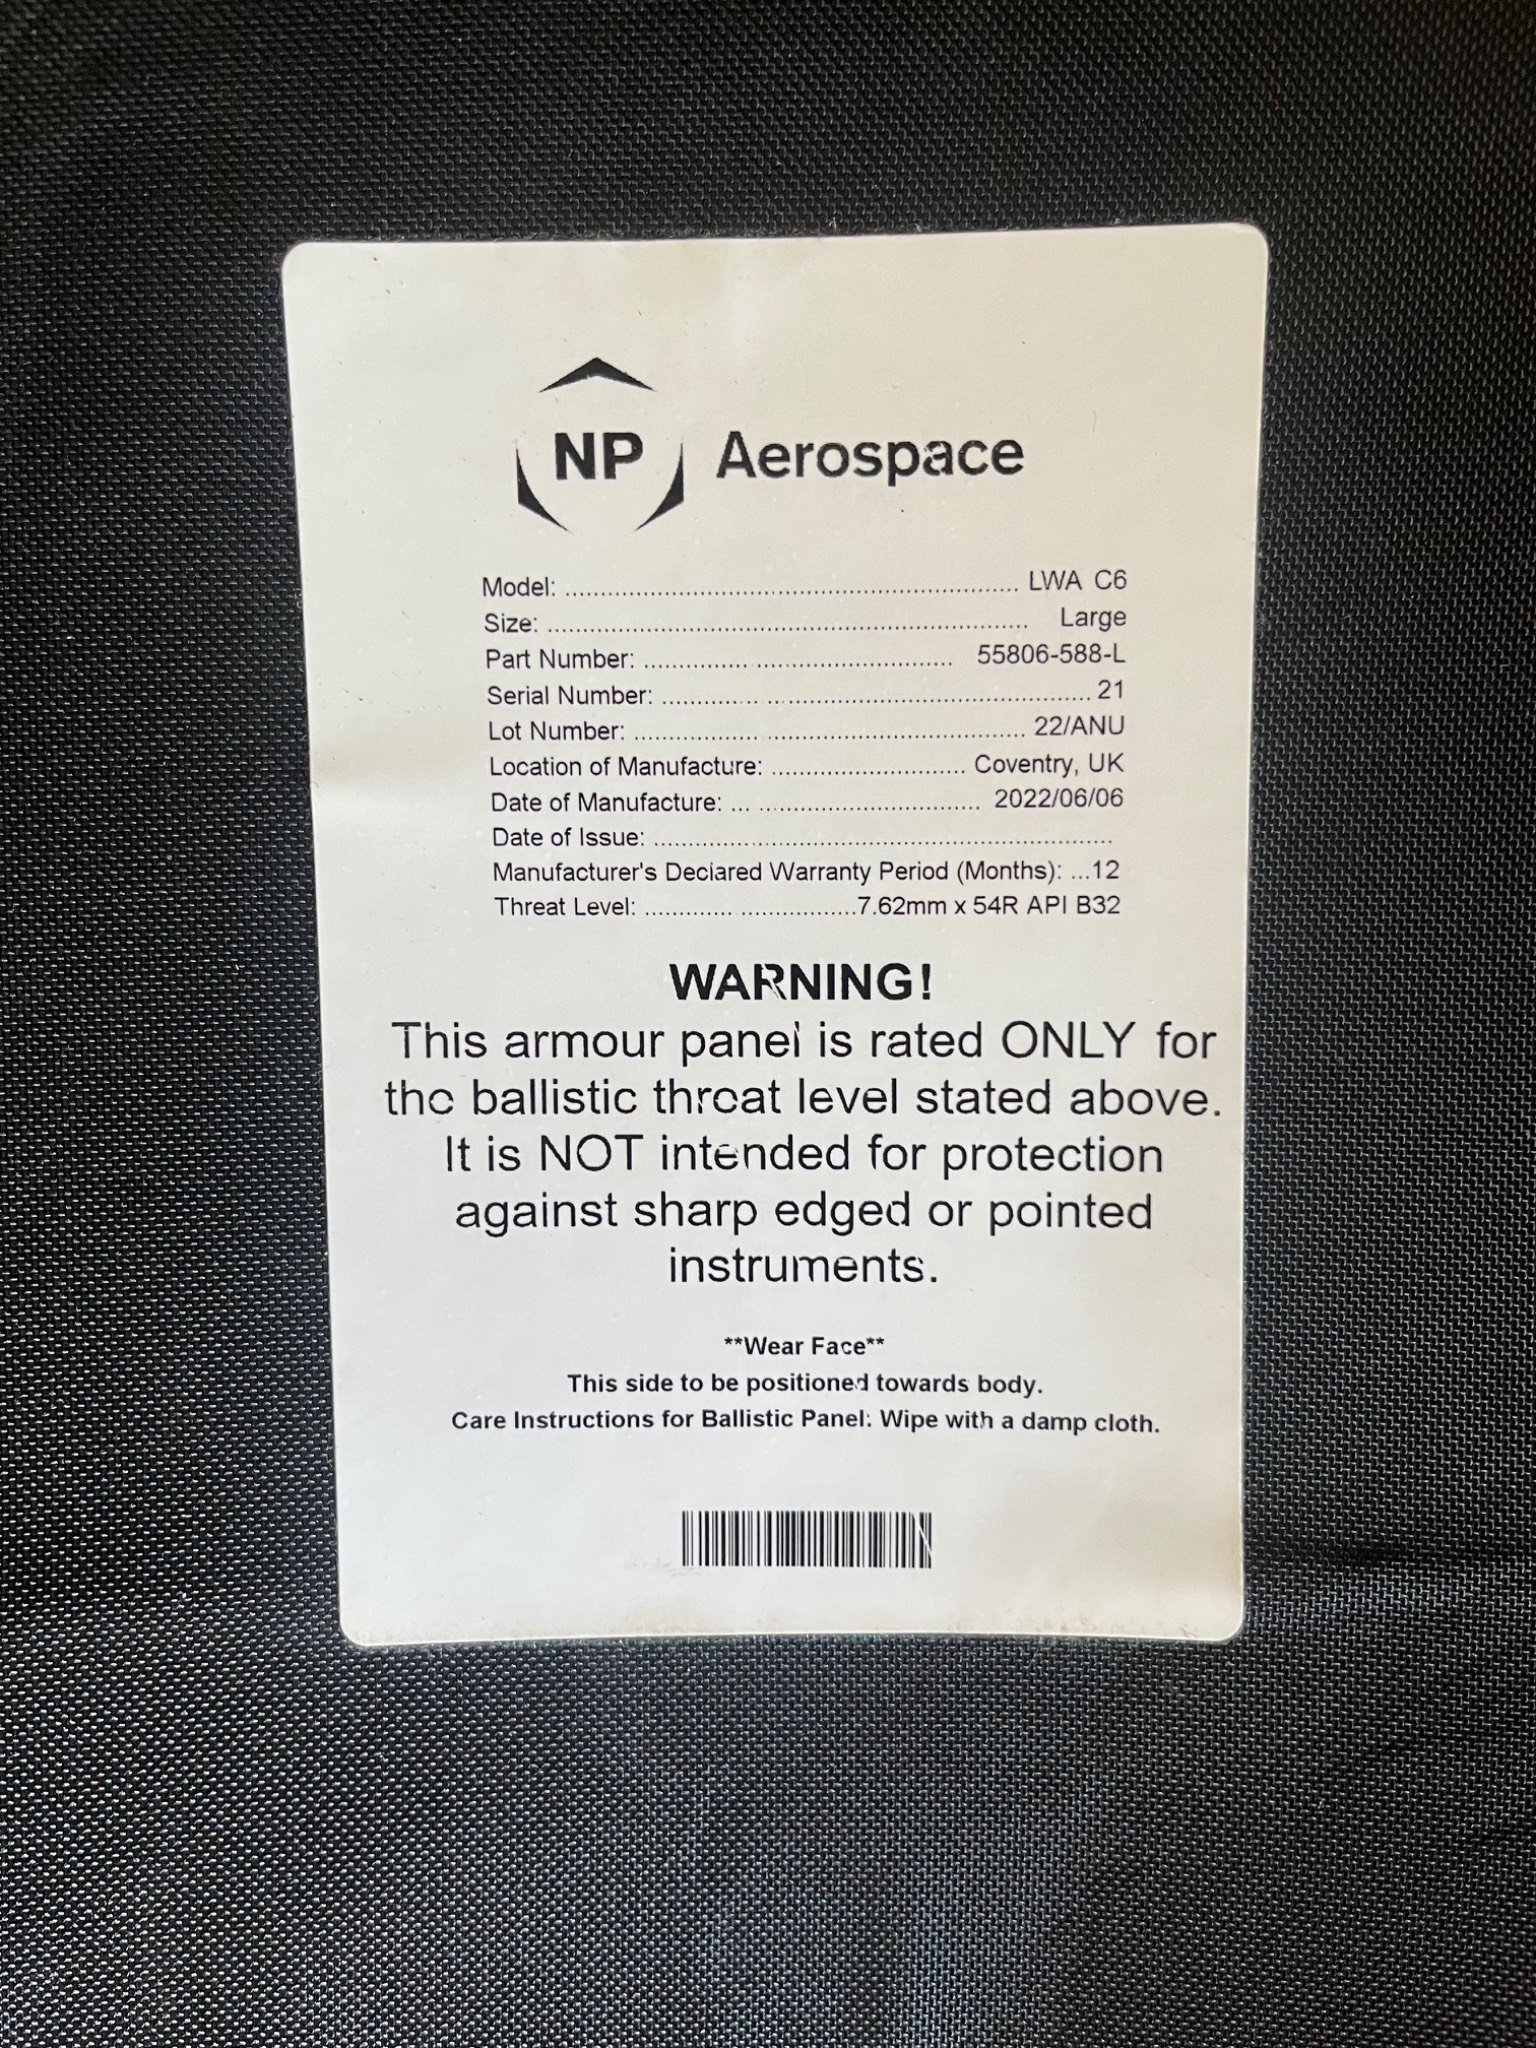 NP Aerospace
Model: ................................................................ LWA C6
Size: .................................................................... Large
Part Number: ............................................ 55806-588-L
Serial Number: ............................................................. 21
Lot Number: ....................................................... 22/ANU
Location of Manufacture: ........................... Coventry, UK
Date of Manufacture: ... ............................... 2022/06/06
Date of Issue: .................................................................
Manufacturer's Declared Warranty Period (Months): ...12
Threat Level: ............. .................7.62mm x 54R API B32
WARNING!
This armour panel is rated ONLY for
the ballistic threat level stated above.
It is NOT intended for protection
against sharp edged or pointed
instruments.
**Wear Face**
This side to be positioned towards body.
Care Instructions for Ballistic Panel: Wipe with a damp cloth.